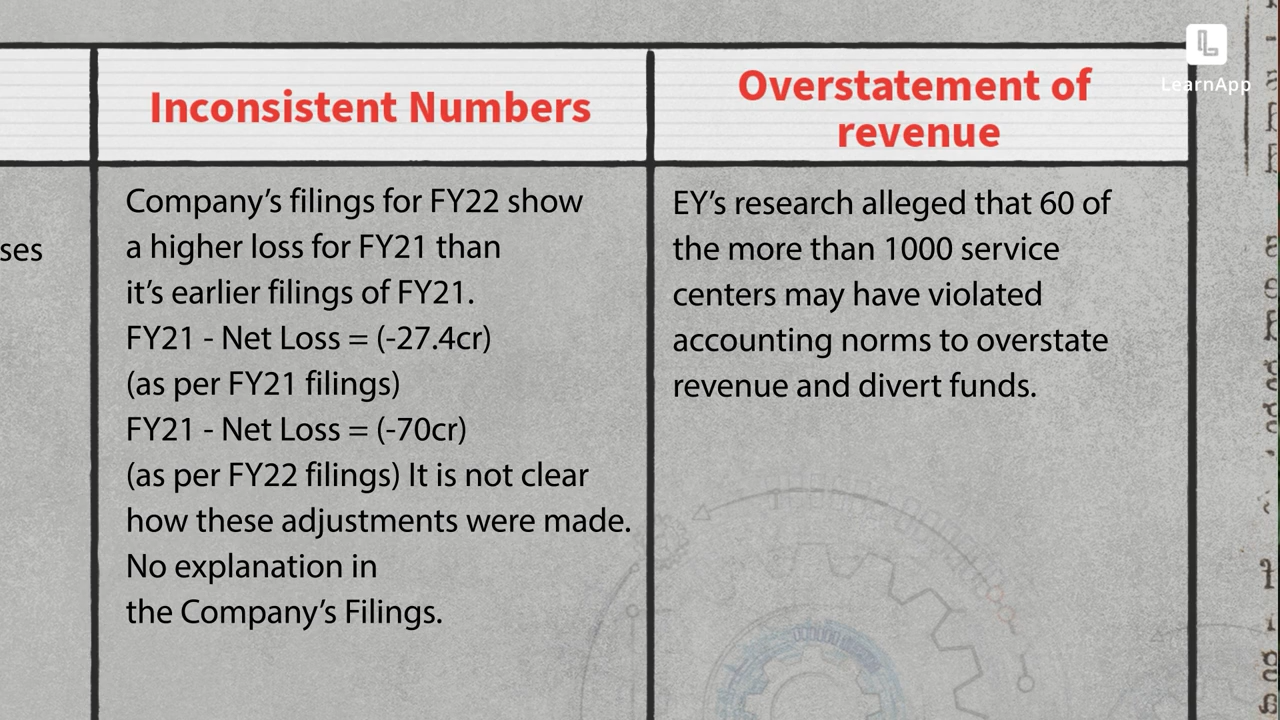 LearnApp
Inconsistent Numbers
Overstatement of
revenue
ses
Company’s filings for FY22 show
a higher loss for FY21 than
it’s earlier filings of FY21.
FY21 - Net Loss = (-27.4cr)
(as per FY21 filings)
FY21 - Net Loss = (-70cr)
(as per FY22 filings) It is not clear
how these adjustments were made.
No explanation in
the Company’s Filings.
EY’s research alleged that 60 of
the more than 1000 service
centers may have violated
accounting norms to overstate
revenue and divert funds.